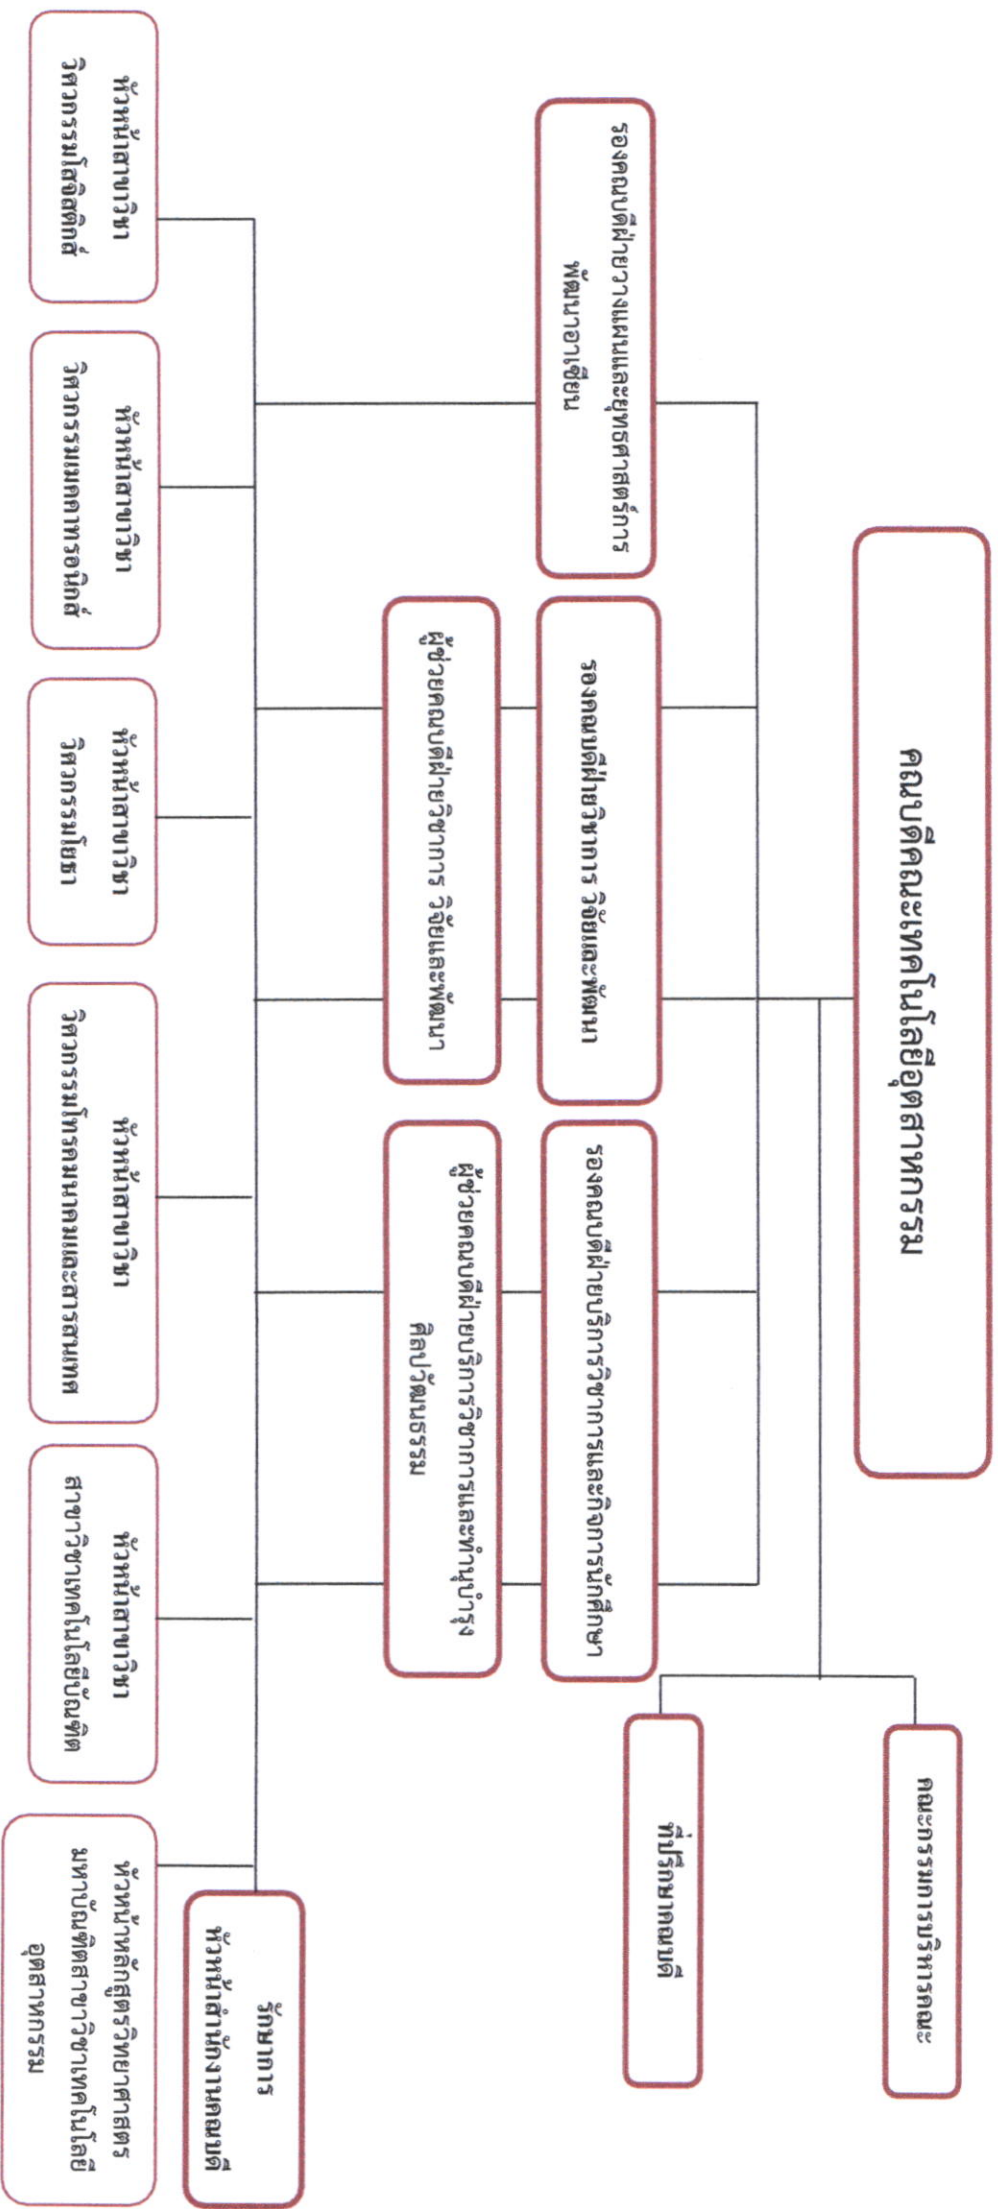 คณบดีคณะเทคโนโลยีอุตสาหกรรม
คณะกรรมการบริหารคณะ
ที่ปรึกษาคณบดี
รองคณบดีฝ่ายวางแผนและยุทธศาสตร์การ
พัฒนาอาเซียน
รองคณบดีฝ่ายวิชาการ วิจัยและพัฒนา
รองคณบดีฝ่ายบริการวิชาการและกิจการนักศึกษา
ผู้ช่วยคณบดีฝ่ายวิชาการ วิจัยและพัฒนา
ผู้ช่วยคณบดีฝ่ายบริการวิชาการและทำนุบำรุง
ศิลปวัฒนธรรม
รักษาการ
หัวหน้าสำนักงานคณบดี
หัวหน้าสาขาวิชา
วิศวกรรมโลจิสติกส์
หัวหน้าสาขาวิชา
วิศวกรรมเมคคาทรอนิกส์
หัวหน้าสาขาวิชา
วิศวกรรมโยธา
หัวหน้าสาขาวิชา
วิศวกรรมโทรคมนาคมและสารสนเทศ
หัวหน้าสาขาวิชา
สาขาวิชาเทคโนโลยีบัณฑิต
หัวหน้าหลักสูตรวิทยาศาสตร
มหาบัณฑิตสาขาวิชาเทคโนโลยี
อุตสาหกรรม